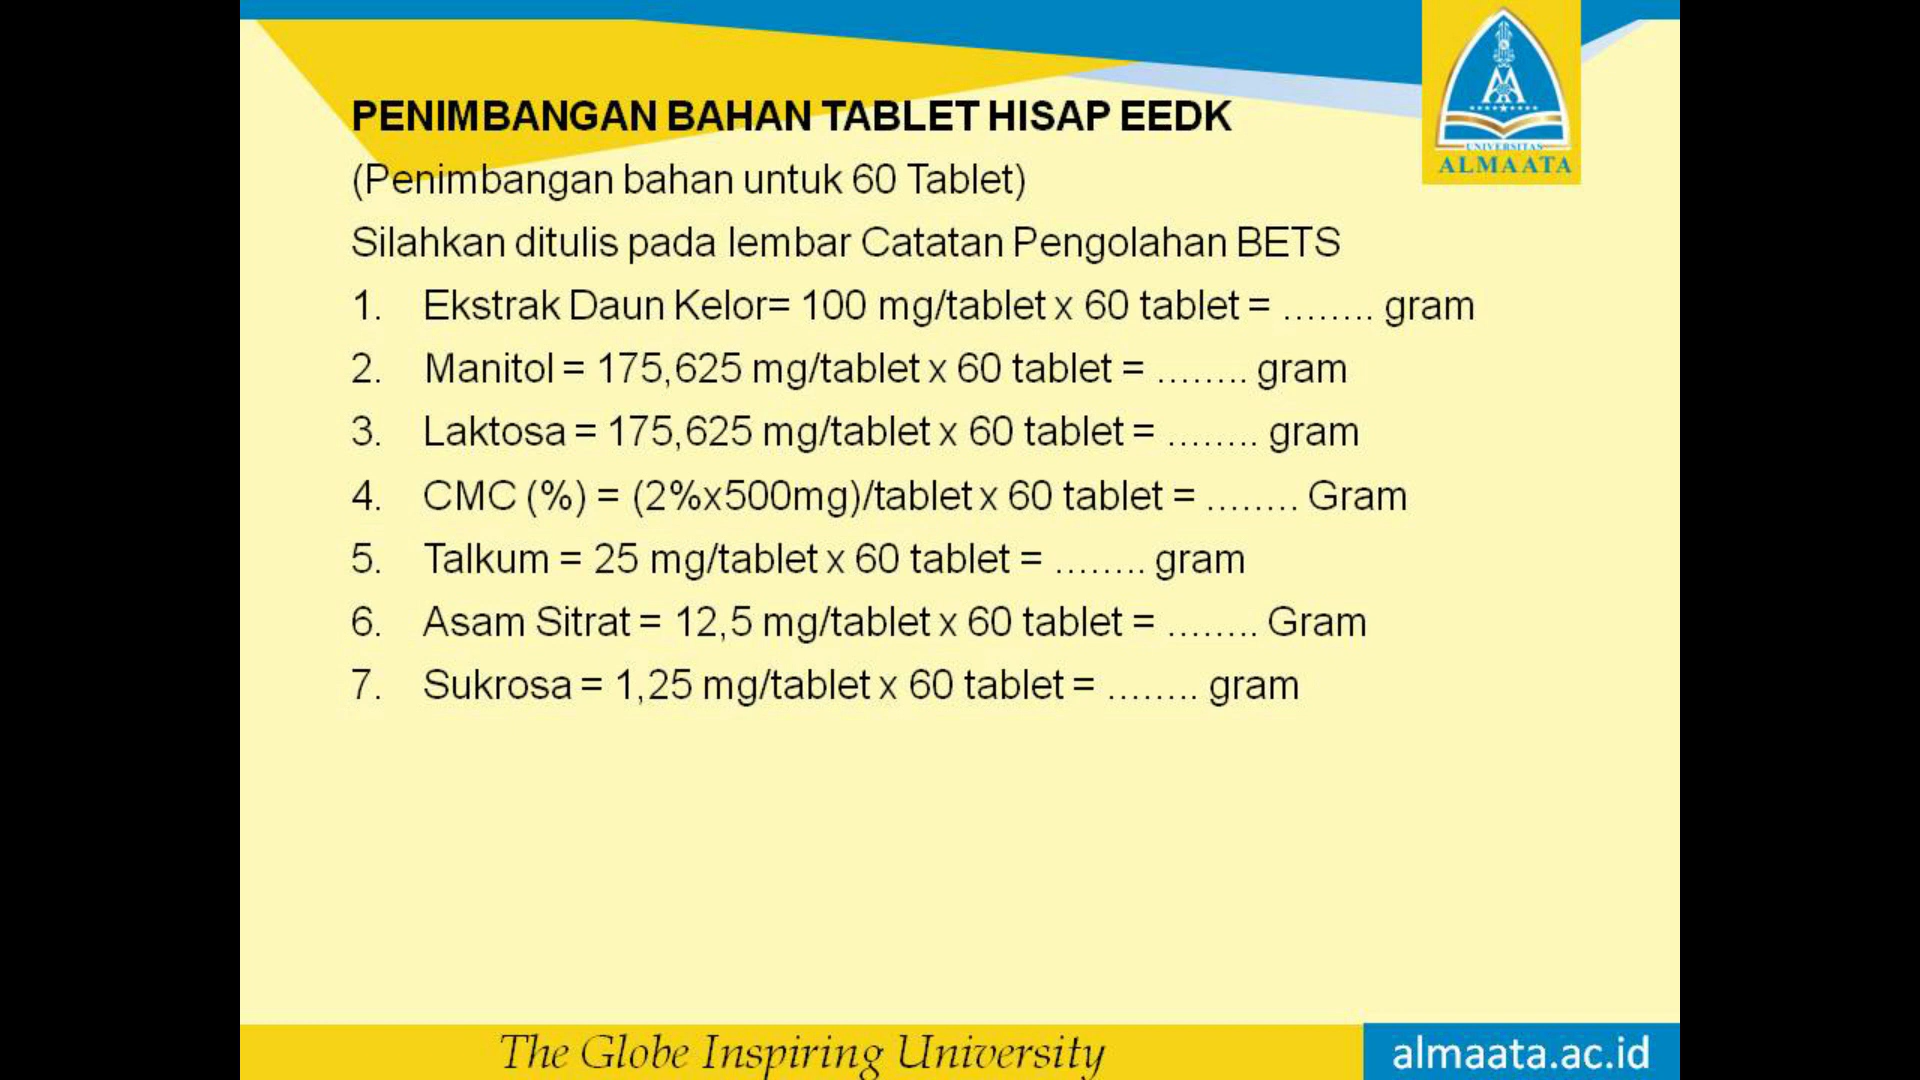 UNIVERSITAS
ALMAATA
PENIMBANGAN BAHAN TABLET HISAP EEDK
(Penimbangan bahan untuk 60 Tablet)
Silahkan ditulis pada lembar Catatan Pengolahan BETS
1. Ekstrak Daun Kelor= 100 mg/tablet x 60 tablet = ........ gram
2. Manitol = 175,625 mg/tablet x 60 tablet = ........ gram
3. Laktosa = 175,625 mg/tablet x 60 tablet = ........ gram
4. CMC (%) = (2%x500mg)/tablet x 60 tablet = ........ Gram
5. Talkum = 25 mg/tablet x 60 tablet = ........ gram
6. Asam Sitrat = 12,5 mg/tablet x 60 tablet = ........ Gram
7. Sukrosa = 1,25 mg/tablet x 60 tablet = ........ gram
The Globe Inspiring University
almaata.ac.id